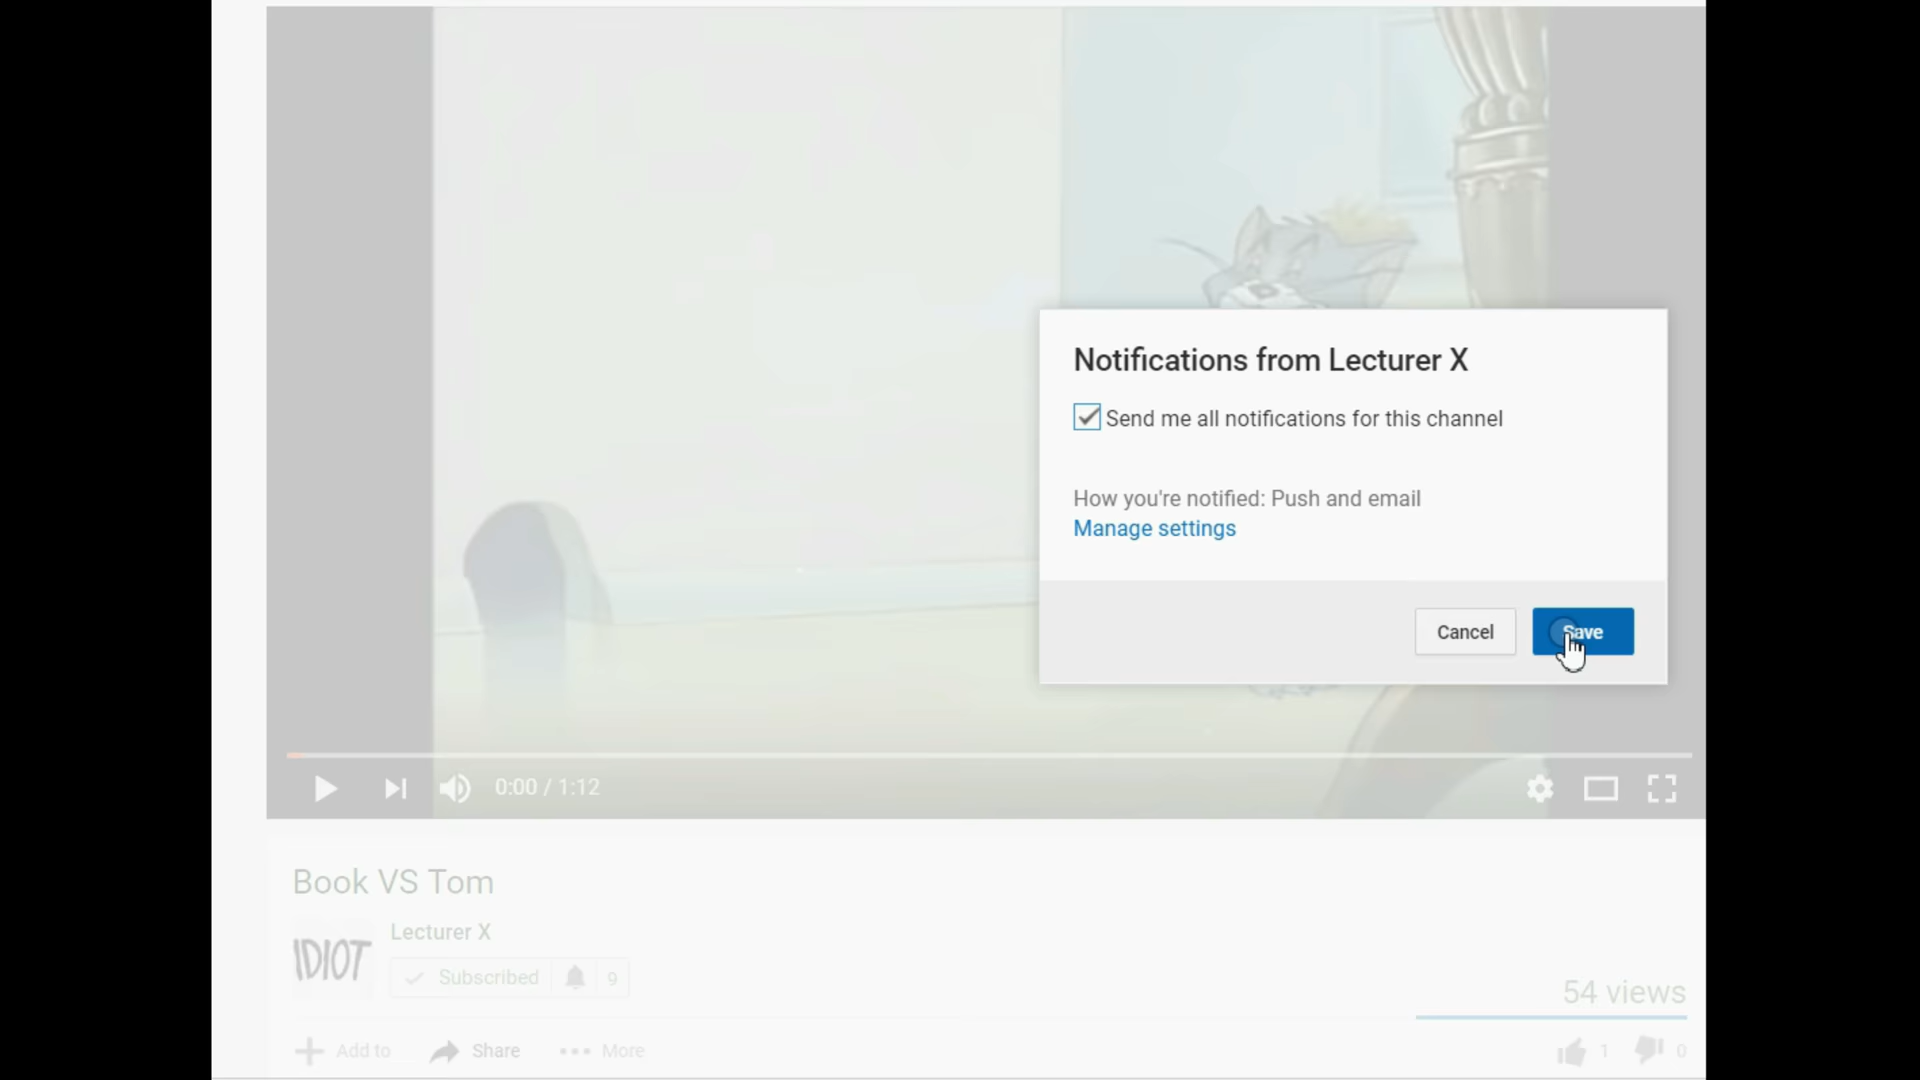 Notifications from Lecturer X
Send me all notifications for this channel
How you're notified: Push and email
Manage settings
Cancel
Save
0:00 / 1:12
Book VS Tom
IDIOT
Lecturer X
Subscribed 9
54 views
Add to Share More
1 0